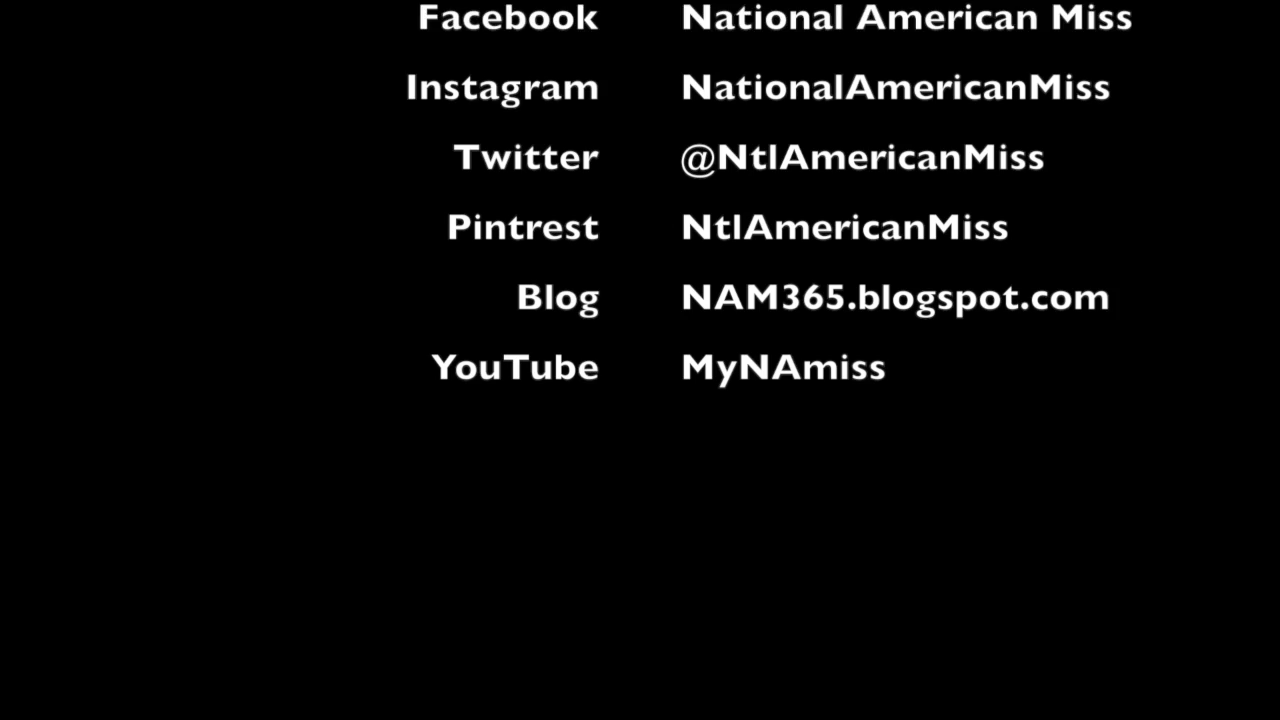 Facebook National American Miss
Instagram NationalAmericanMiss
Twitter @NtlAmericanMiss
Pintrest NtlAmericanMiss
Blog NAM365.blogspot.com
YouTube MyNAmiss